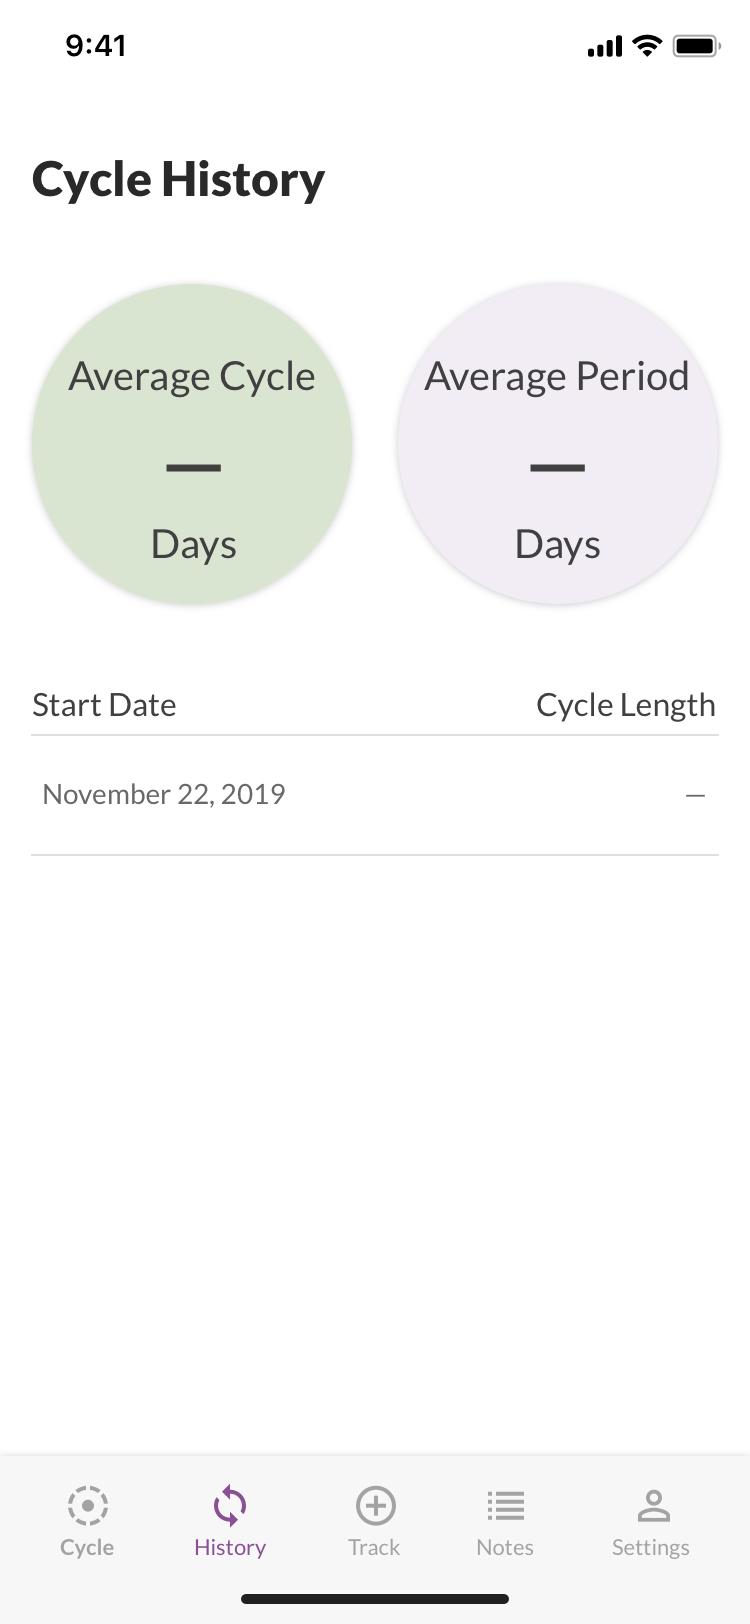 9:41
Cycle History
Average Cycle
—
Days
Average Period
—
Days
Start Date Cycle Length
November 22, 2019 —
Cycle History Track Notes Settings